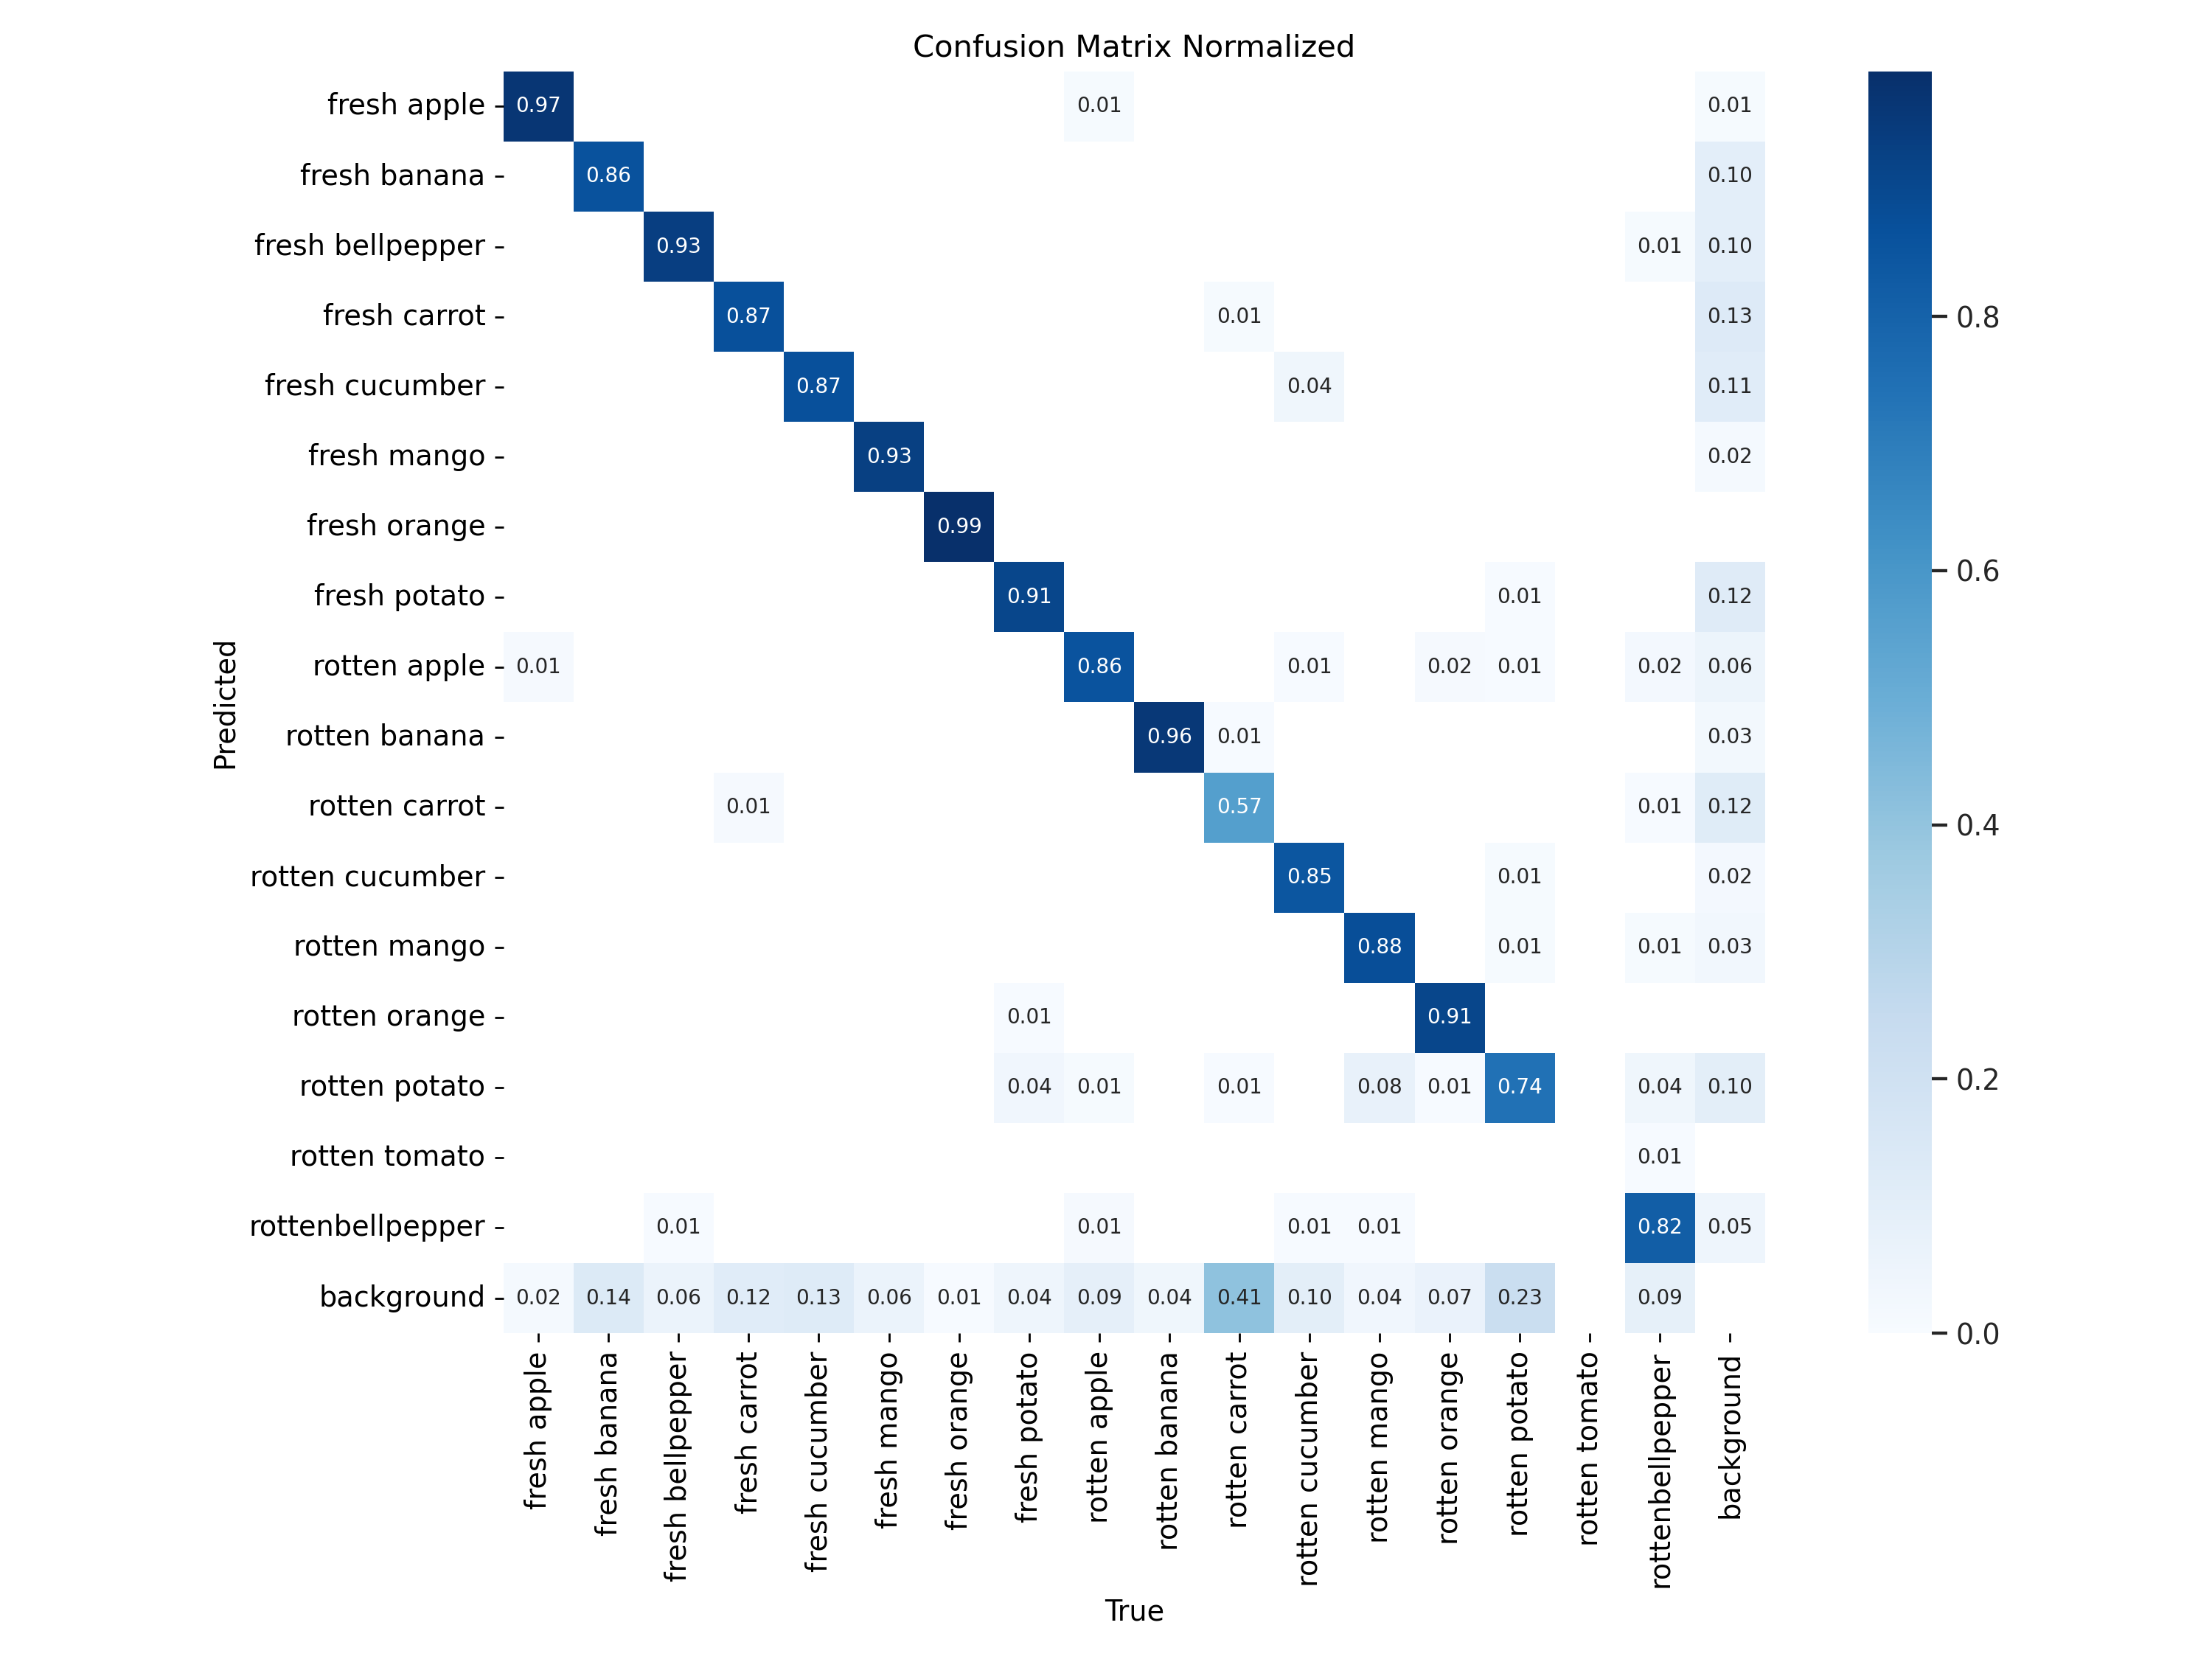 Confusion Matrix Normalized
fresh apple 0.97 0.01 0.01
fresh banana 0.86 0.10
fresh bellpepper 0.93 0.01 0.10
fresh carrot 0.87 0.01 0.13
0.8
fresh cucumber 0.87 0.04 0.11
fresh mango 0.93 0.02
fresh orange 0.99
0.6
fresh potato 0.91 0.01 0.12
Predicted
rotten apple 0.01 0.86 0.01 0.02 0.01 0.02 0.06
rotten banana 0.96 0.01 0.03
rotten carrot 0.01 0.57 0.01 0.12
0.4
rotten cucumber 0.85 0.01 0.02
rotten mango 0.88 0.01 0.01 0.03
rotten orange 0.01 0.91
rotten potato 0.04 0.01 0.01 0.08 0.01 0.74 0.04 0.10
0.2
rotten tomato 0.01
rottenbellpepper 0.01 0.01 0.01 0.01 0.82 0.05
background 0.02 0.14 0.06 0.12 0.13 0.06 0.01 0.04 0.09 0.04 0.41 0.10 0.04 0.07 0.23 0.09
0.0
fresh apple
fresh banana
fresh bellpepper
fresh carrot
fresh cucumber
fresh mango
fresh orange
fresh potato
rotten apple
rotten banana
rotten carrot
rotten cucumber
rotten mango
rotten orange
rotten potato
rotten tomato
rottenbellpepper
background
True